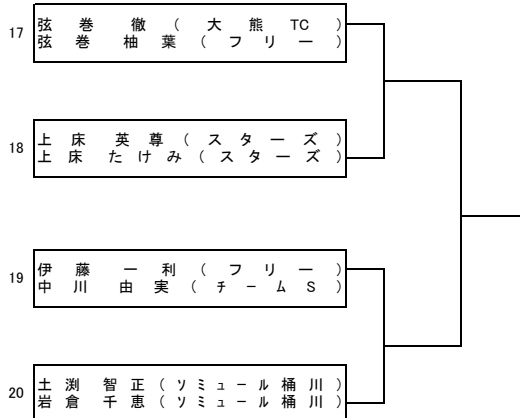 17
弦巻 徹(大熊TC)
弦巻 柚葉(フリー)
18
上床 英尊(スターズ)
上床 たけみ(スターズ)
19
伊藤 一利(フリー)
中川 由実(チームS)
20
土渕 智正(ソミュール桶川)
岩倉 千恵(ソミュール桶川)